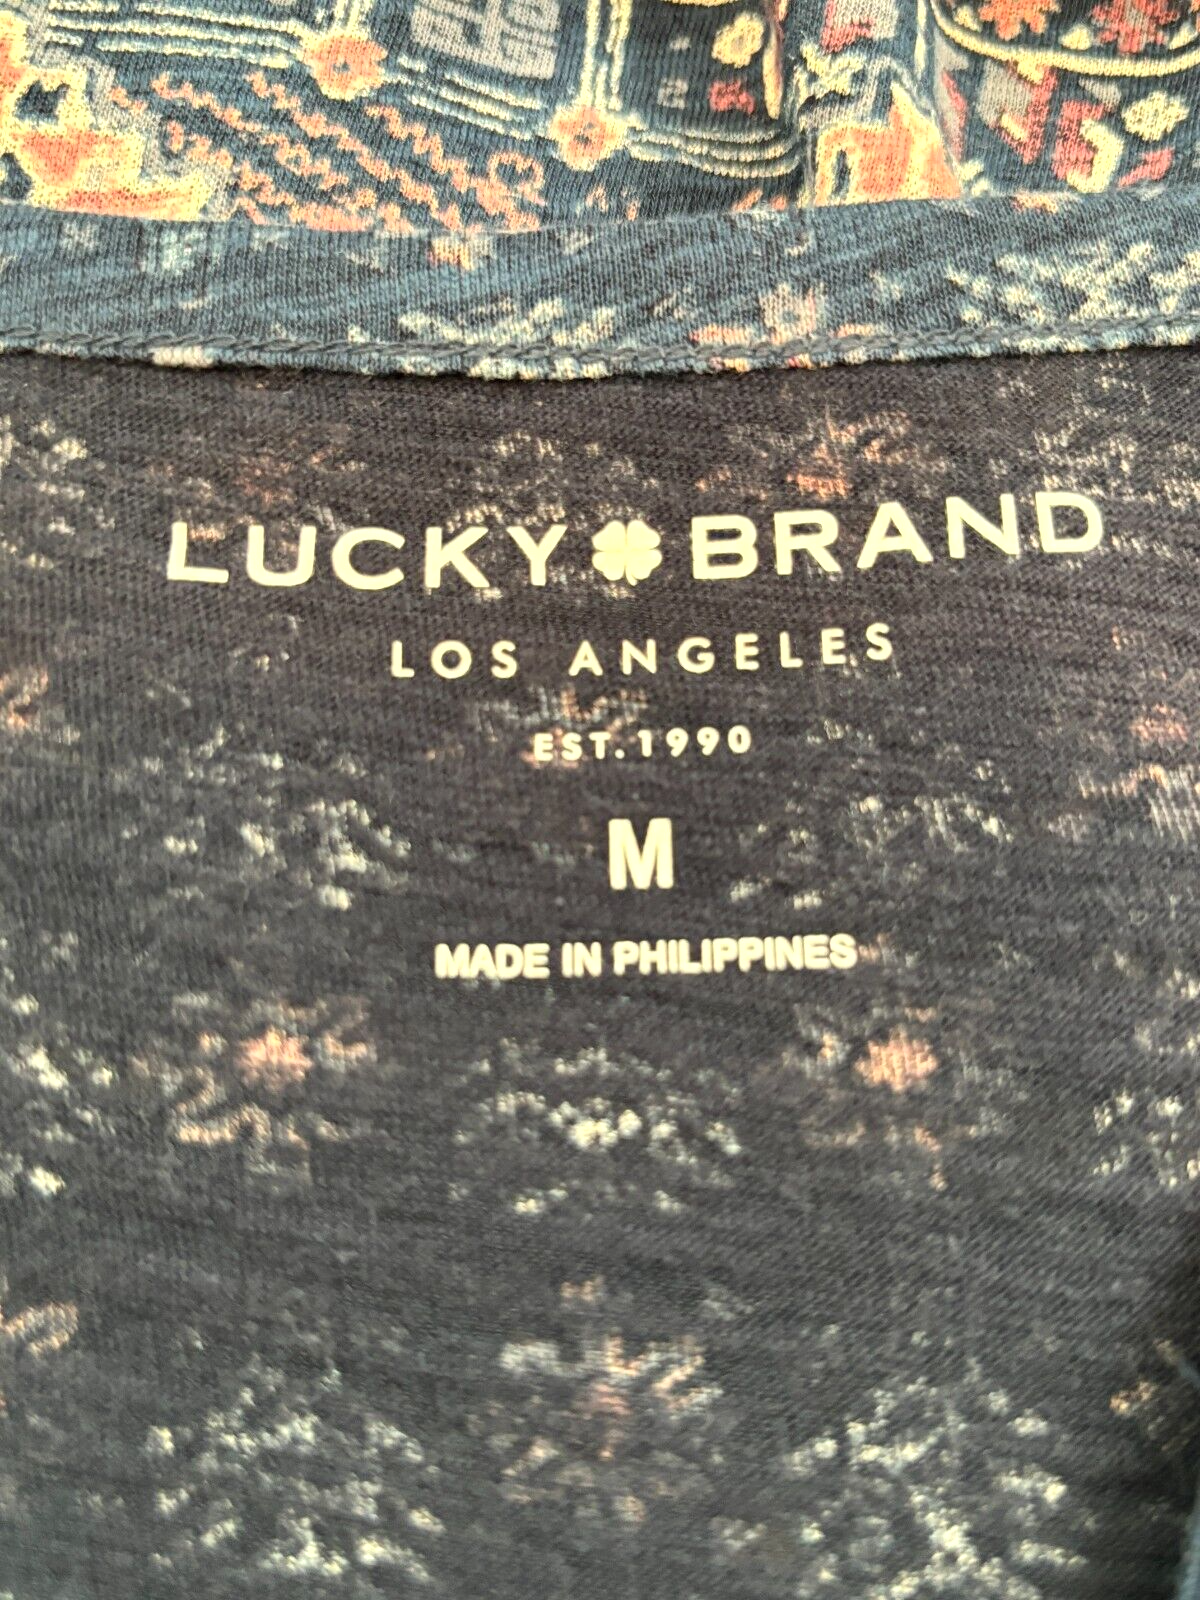 LUCKY BRAND
LOS ANGELES
EST. 1990
M
MADE IN PHILIPPINES